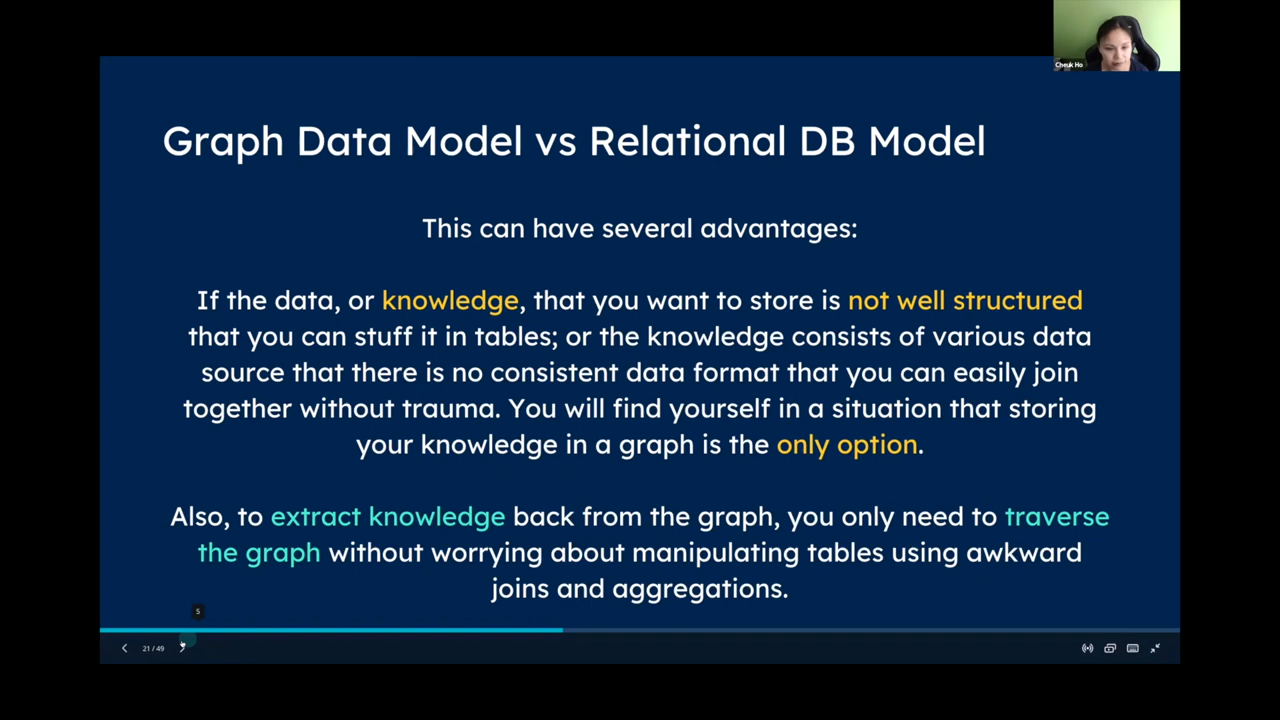 Cheuk Ho
Graph Data Model vs Relational DB Model
This can have several advantages:
If the data, or knowledge, that you want to store is not well structured
that you can stuff it in tables; or the knowledge consists of various data
source that there is no consistent data format that you can easily join
together without trauma. You will find yourself in a situation that storing
your knowledge in a graph is the only option.
Also, to extract knowledge back from the graph, you only need to traverse
the graph without worrying about manipulating tables using awkward
joins and aggregations.
5
21 / 49